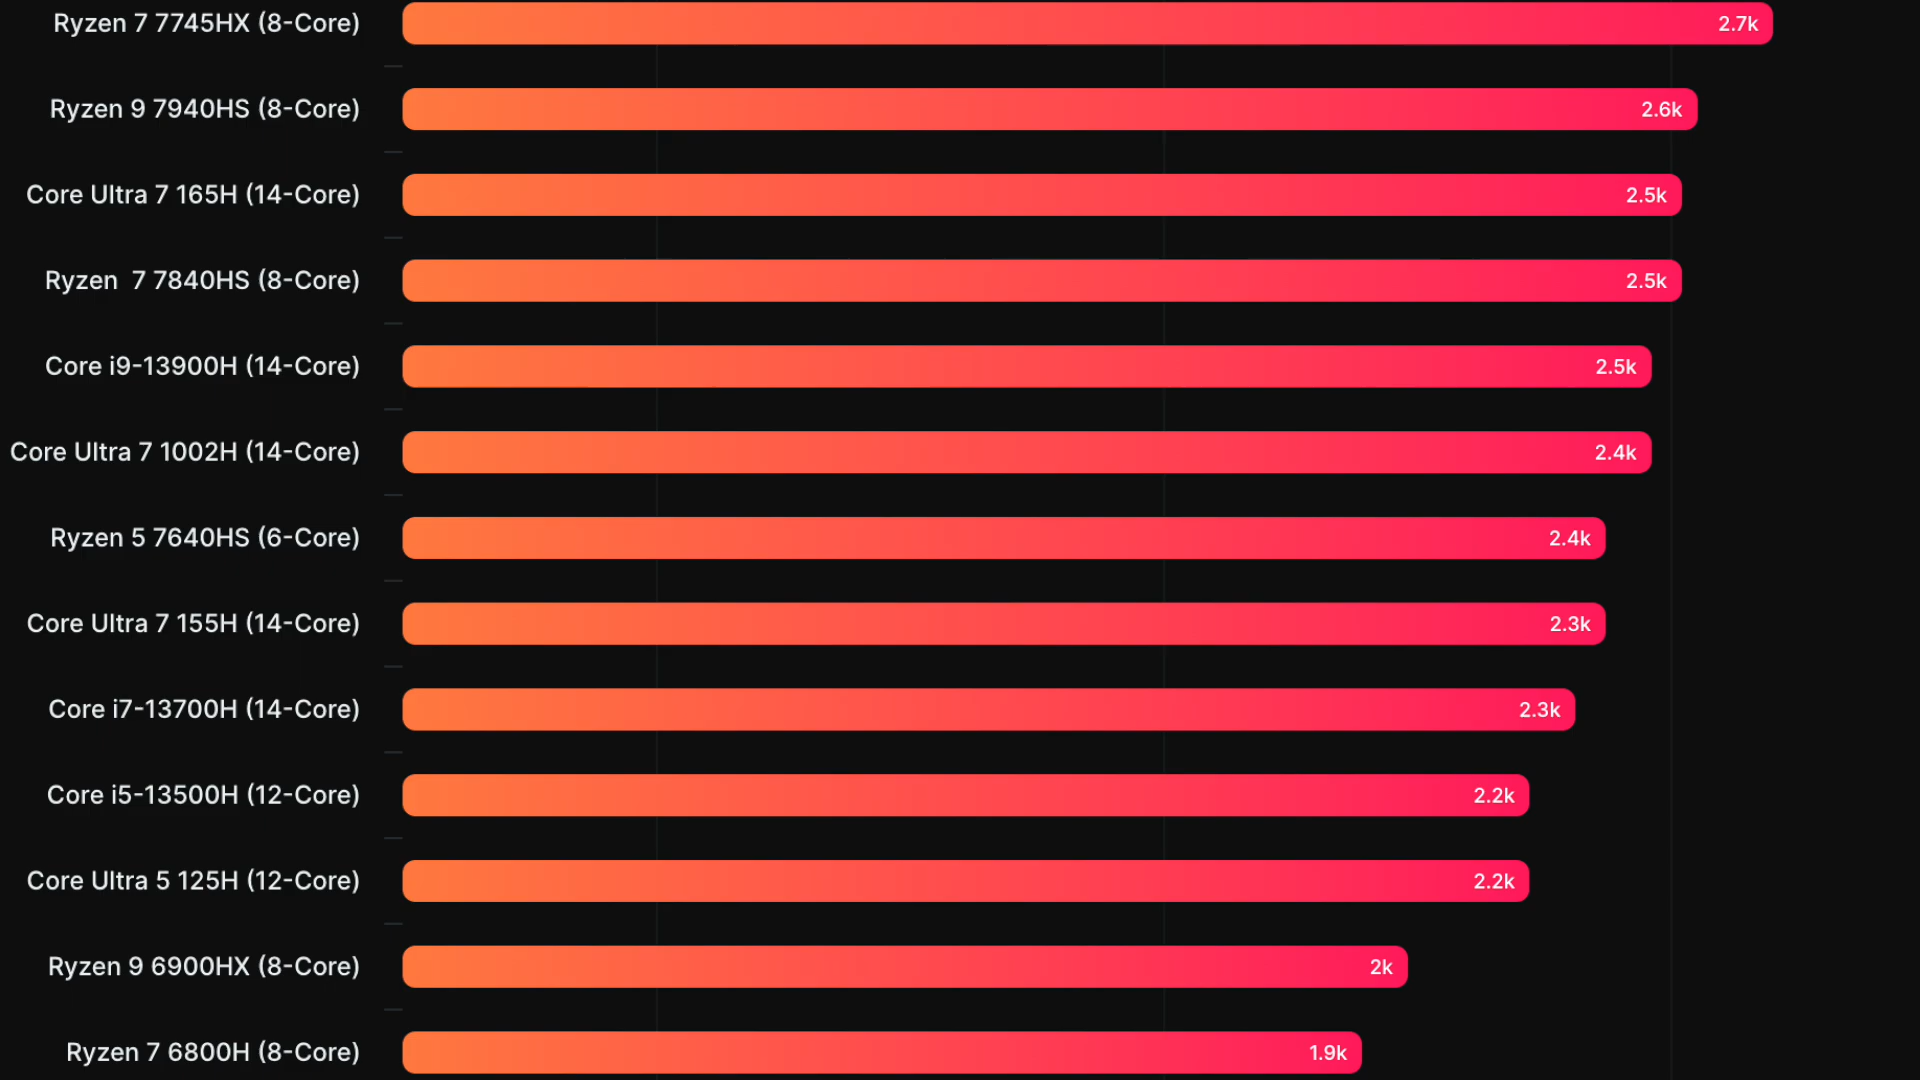 Ryzen 7 7745HX (8-Core) 2.7k
Ryzen 9 7940HS (8-Core) 2.6k
Core Ultra 7 165H (14-Core) 2.5k
Ryzen  7 7840HS (8-Core) 2.5k
Core i9-13900H (14-Core) 2.5k
Core Ultra 7 1002H (14-Core) 2.4k
Ryzen 5 7640HS (6-Core) 2.4k
Core Ultra 7 155H (14-Core) 2.3k
Core i7-13700H (14-Core) 2.3k
Core i5-13500H (12-Core) 2.2k
Core Ultra 5 125H (12-Core) 2.2k
Ryzen 9 6900HX (8-Core) 2k
Ryzen 7 6800H (8-Core) 1.9k